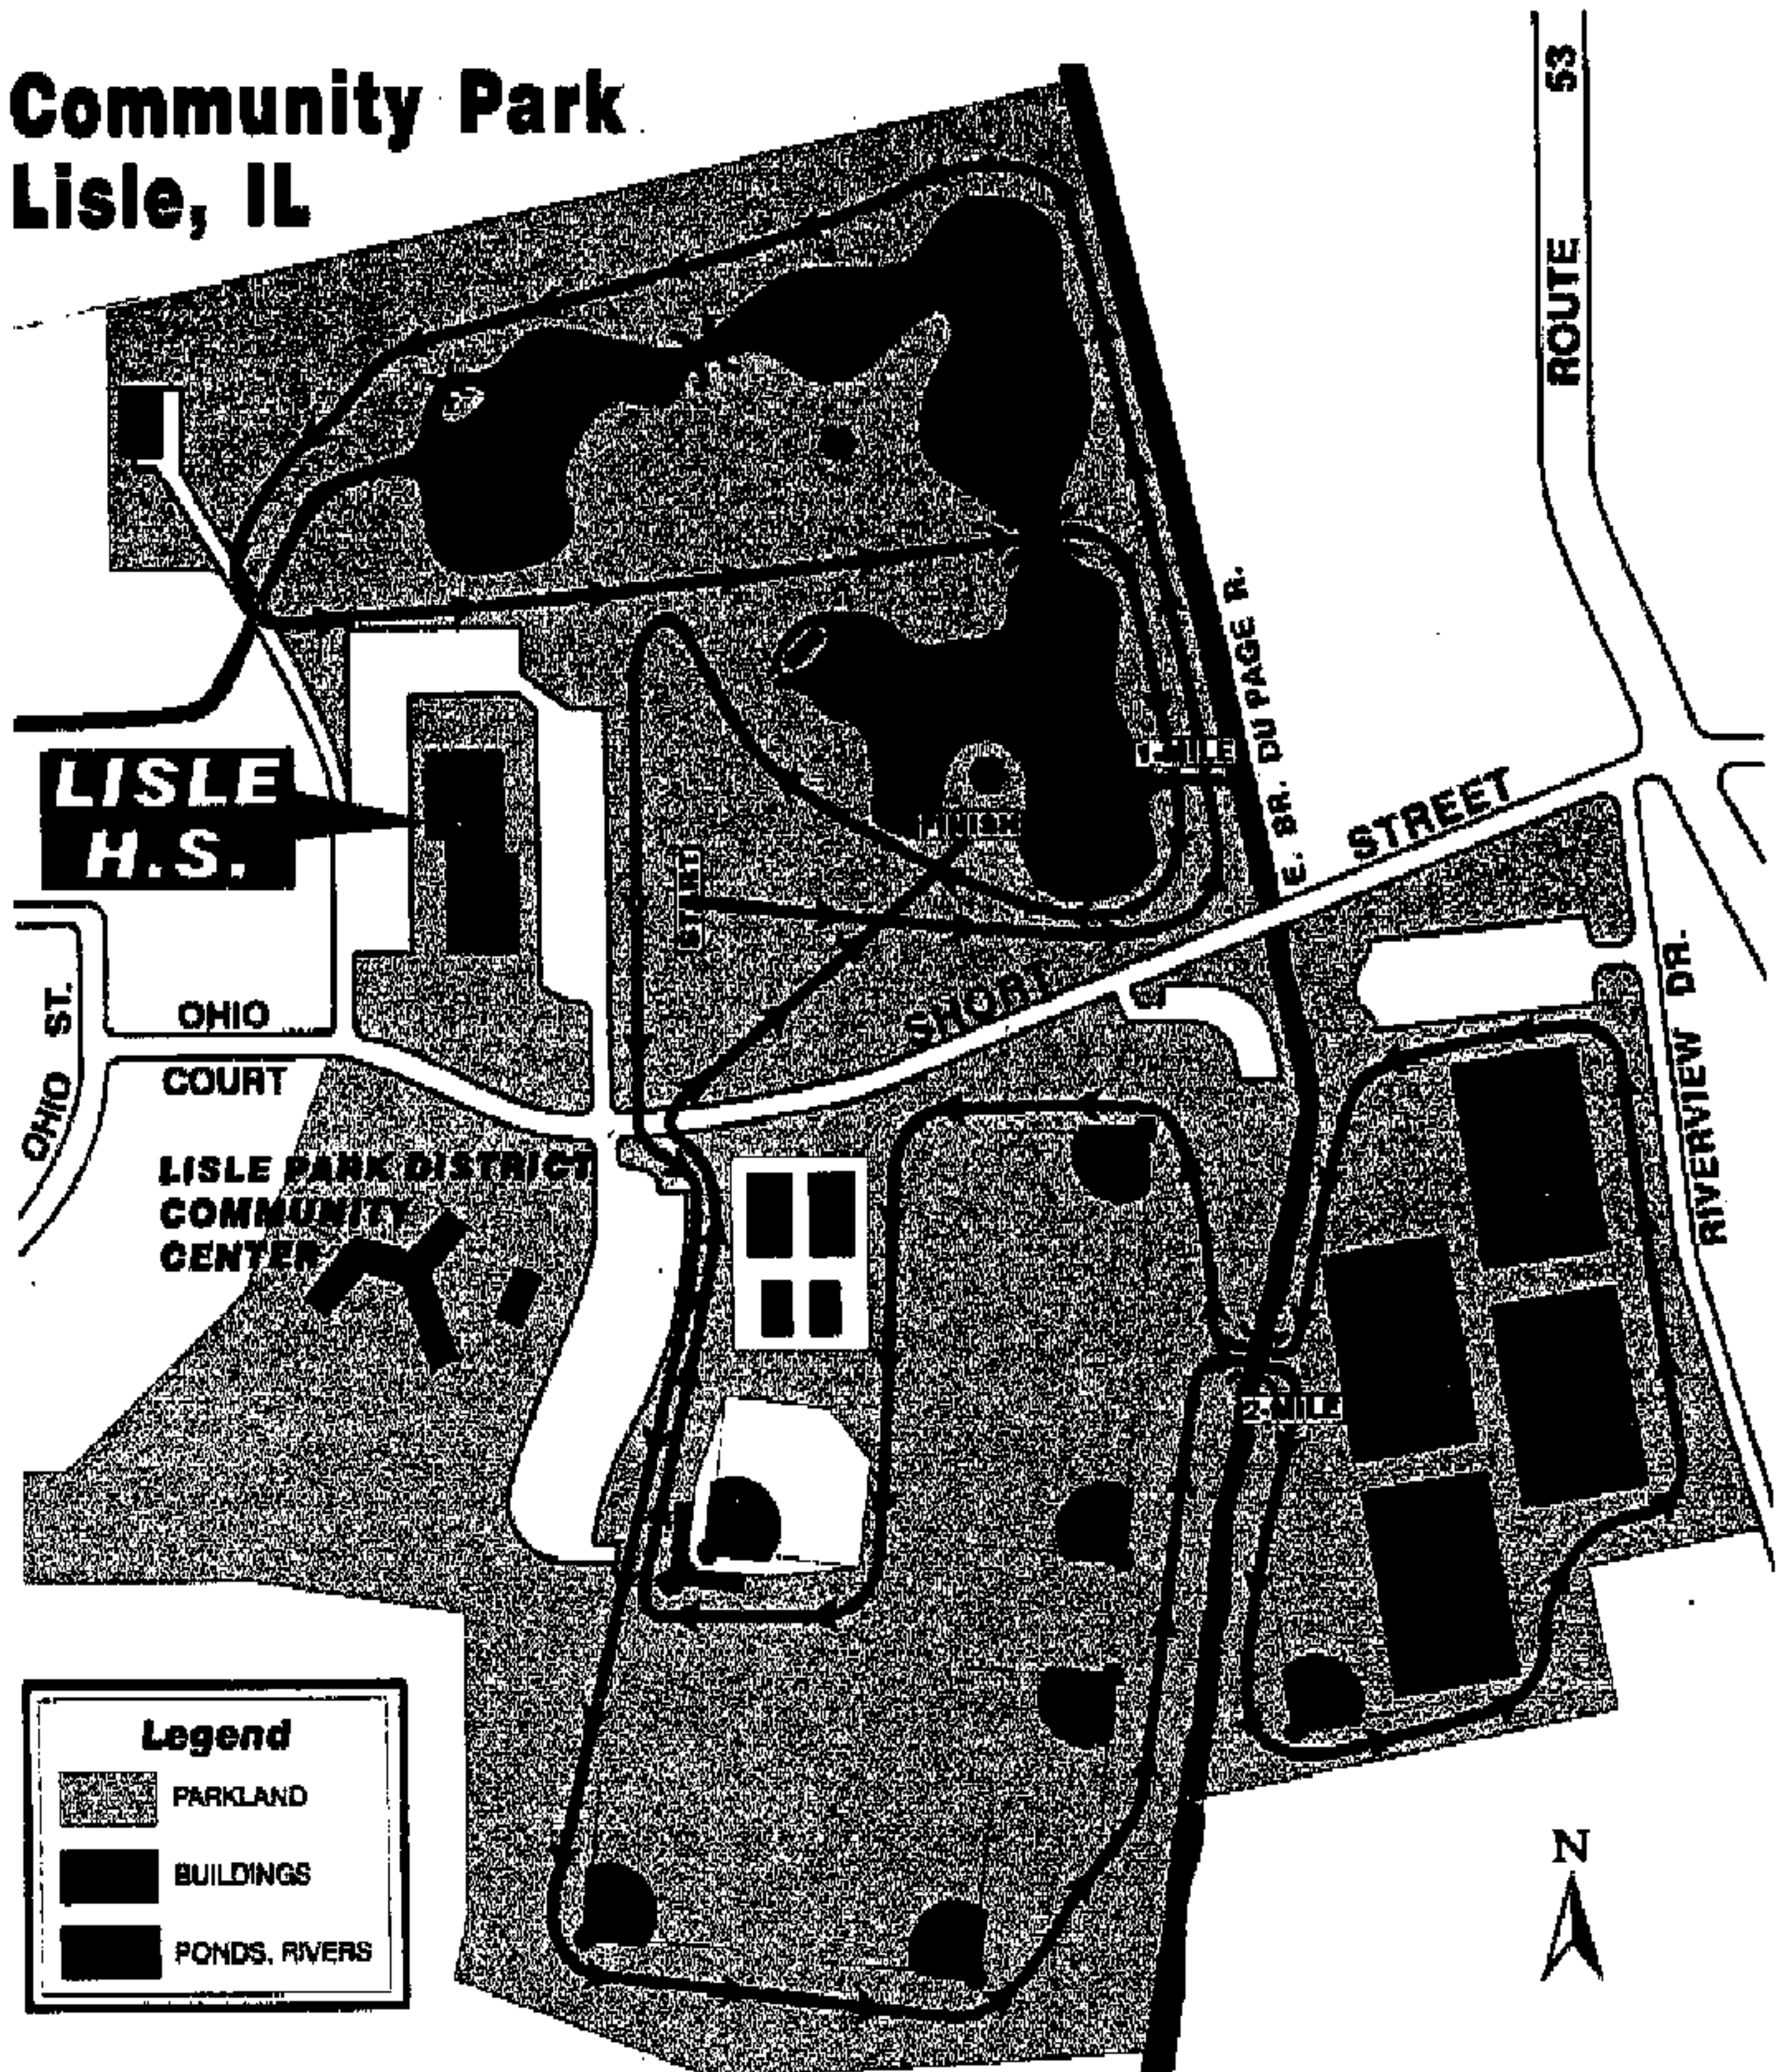 Community Park
Lisle, IL
ROUTE 53
E. BR. DU PAGE R.
LISLE
H.S.
1-MILE
FINISH
START
SHORT STREET
RIVERVIEW DR.
OHIO ST.
OHIO
COURT
OHIO
LISLE PARK DISTRICT
COMMUNITY
CENTER
2-MILE
Legend
PARKLAND
BUILDINGS
PONDS, RIVERS
N